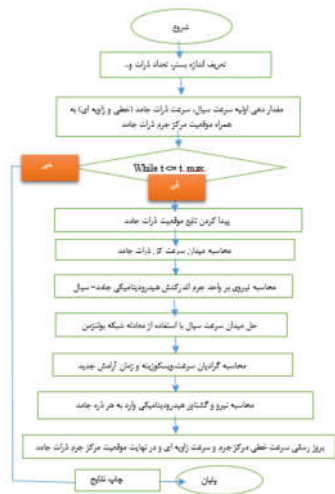 شروع
تعریف اندازه بستر، تعداد ذرات و...
مقدار دهی اولیه سرعت سیال، سرعت ذرات جامد (خطی و زاویه ای) به
همراه موقعیت مرکز جرم ذرات جامد
While t<= t_max
خیر
بلی
پیدا کردن تابع موقعیت ذرات جامد
محاسبه میدان سرعت کل ذرات جامد
محاسبه نیروی بر واحد جرم اندرکنش هیدرودینامیکی جامد- سیال
حل میدان سرعت سیال با استفاده از معادله شبکه بولتزمن
محاسبه گرادیان سرعت،ویسکوزیته و زمان آرامش جدید
محاسبه نیرو و گشتاور هیدرودینامیکی وارد به هر ذره جامد
بروز رسانی سرعت خطی مرکز جرم و سرعت زاویه ای و در نهایت موقعیت مرکز جرم ذرات جامد
چاپ نتایج
پایان